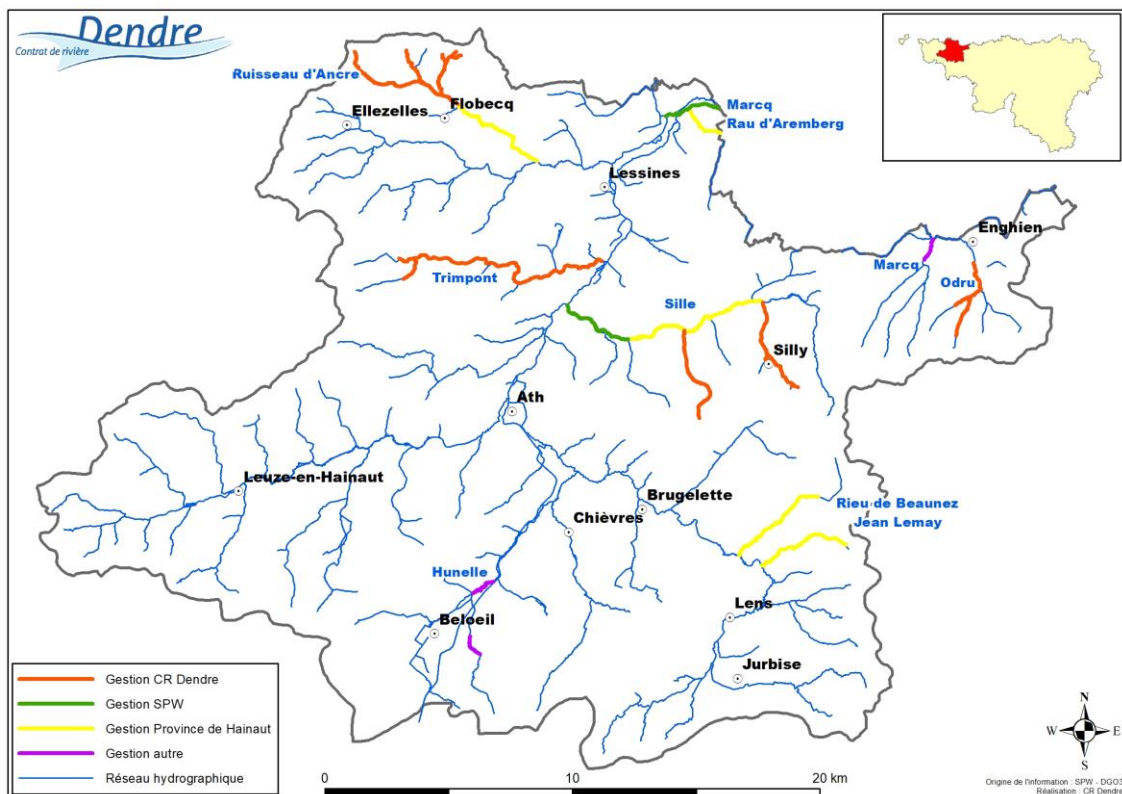 Dendre
Contrat de rivière
Ruisseau d'Ancre
Ellezelles
Flobecq
Marcq
Rau d'Aremberg
Lessines
Enghien
Marcq
Odru
Trimpont
Sille
Silly
Ath
Leuze-en-Hainaut
Brugelette
Chièvres
Rieu de Beaunez
Jean Lemay
Hunelle
Beloeil
Lens
Jurbise
Gestion CR Dendre
Gestion SPW
Gestion Province de Hainaut
Gestion autre
Réseau hydrographique
0 10 20 km
N
W E
S
Origine de l'information : SPW - DGO3
Réalisation : CR Dendre